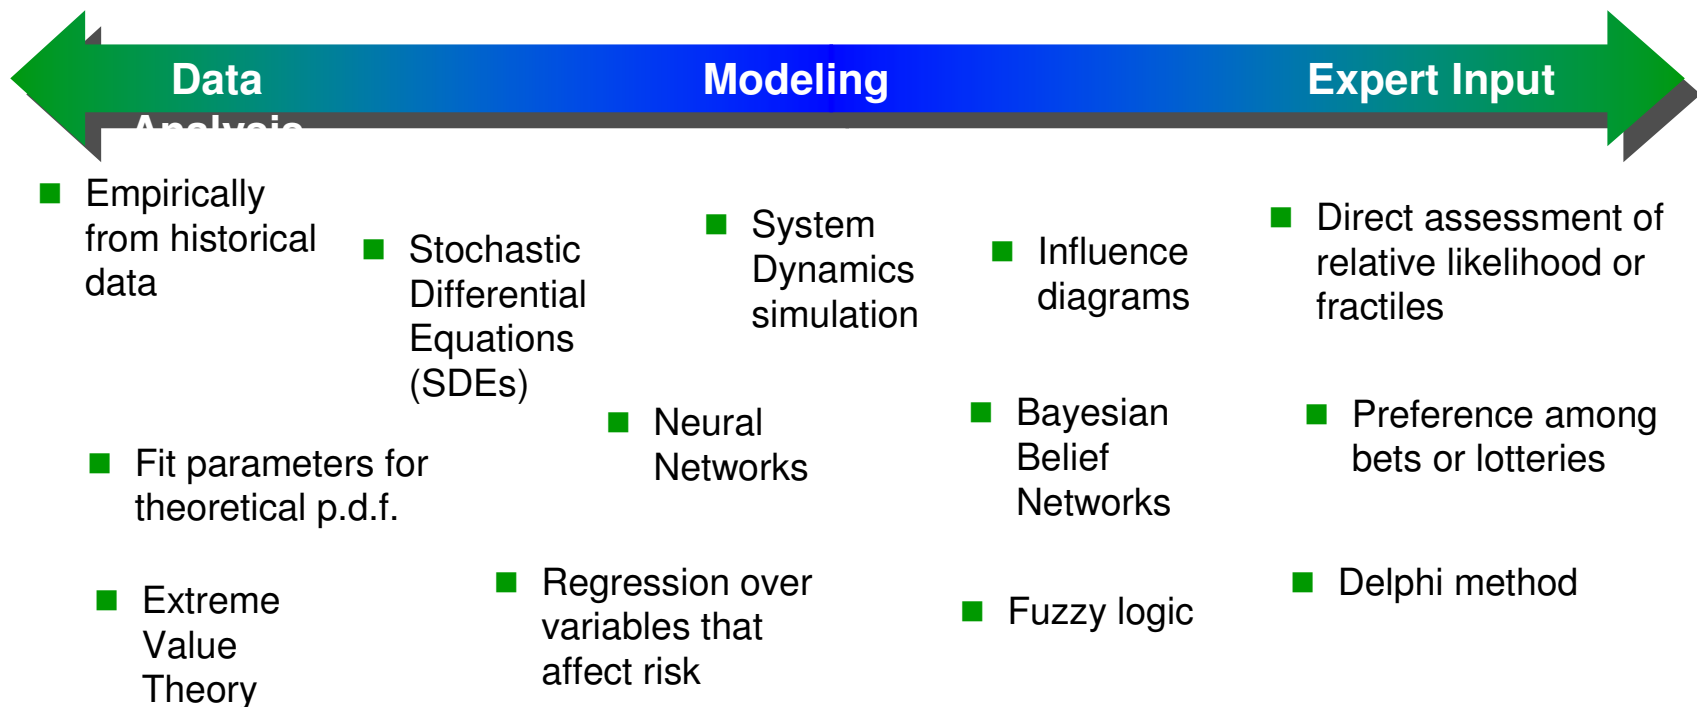 Data
Analysis
Modeling
Expert Input
Empirically
from historical
data
Stochastic
Differential
Equations
(SDEs)
System
Dynamics
simulation
Influence
diagrams
Direct assessment of
relative likelihood or
fractiles
Fit parameters for
theoretical p.d.f.
Neural
Networks
Bayesian
Belief
Networks
Preference among
bets or lotteries
Extreme
Value
Theory
Regression over
variables that
affect risk
Fuzzy logic
Delphi method